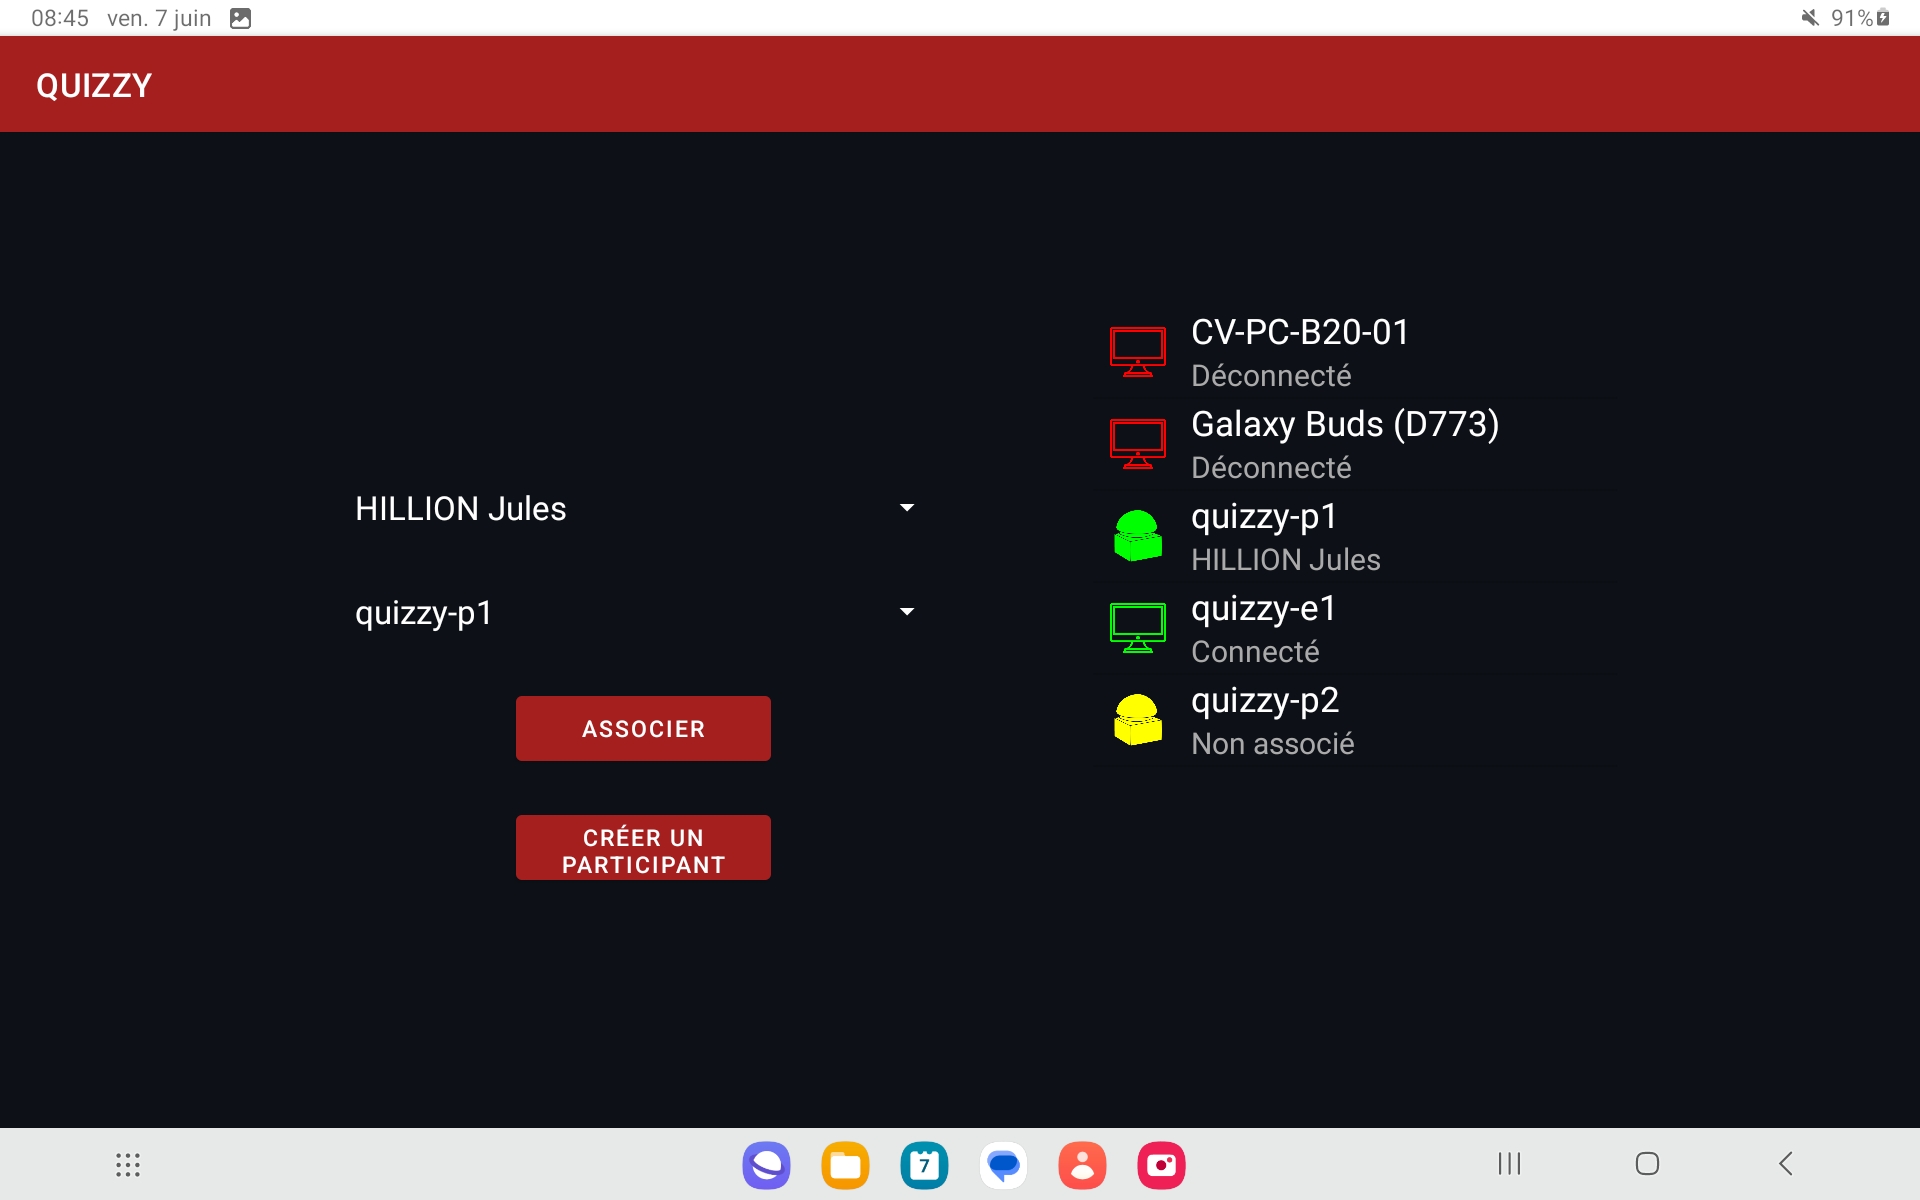 08:45 ven. 7 juin
91%
QUIZZY
HILLION Jules
quizzy-p1
ASSOCIER
CRÉER UN
PARTICIPANT
CV-PC-B20-01
Déconnecté
Galaxy Buds (D773)
Déconnecté
quizzy-p1
HILLION Jules
quizzy-e1
Connecté
quizzy-p2
Non associé
7